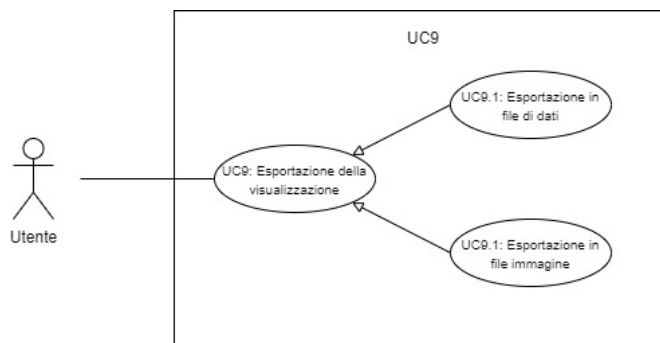 UC9
UC9.1: Esportazione in
file di dati
UC9: Esportazione della
visualizzazione
Utente
UC9.1: Esportazione in
file immagine